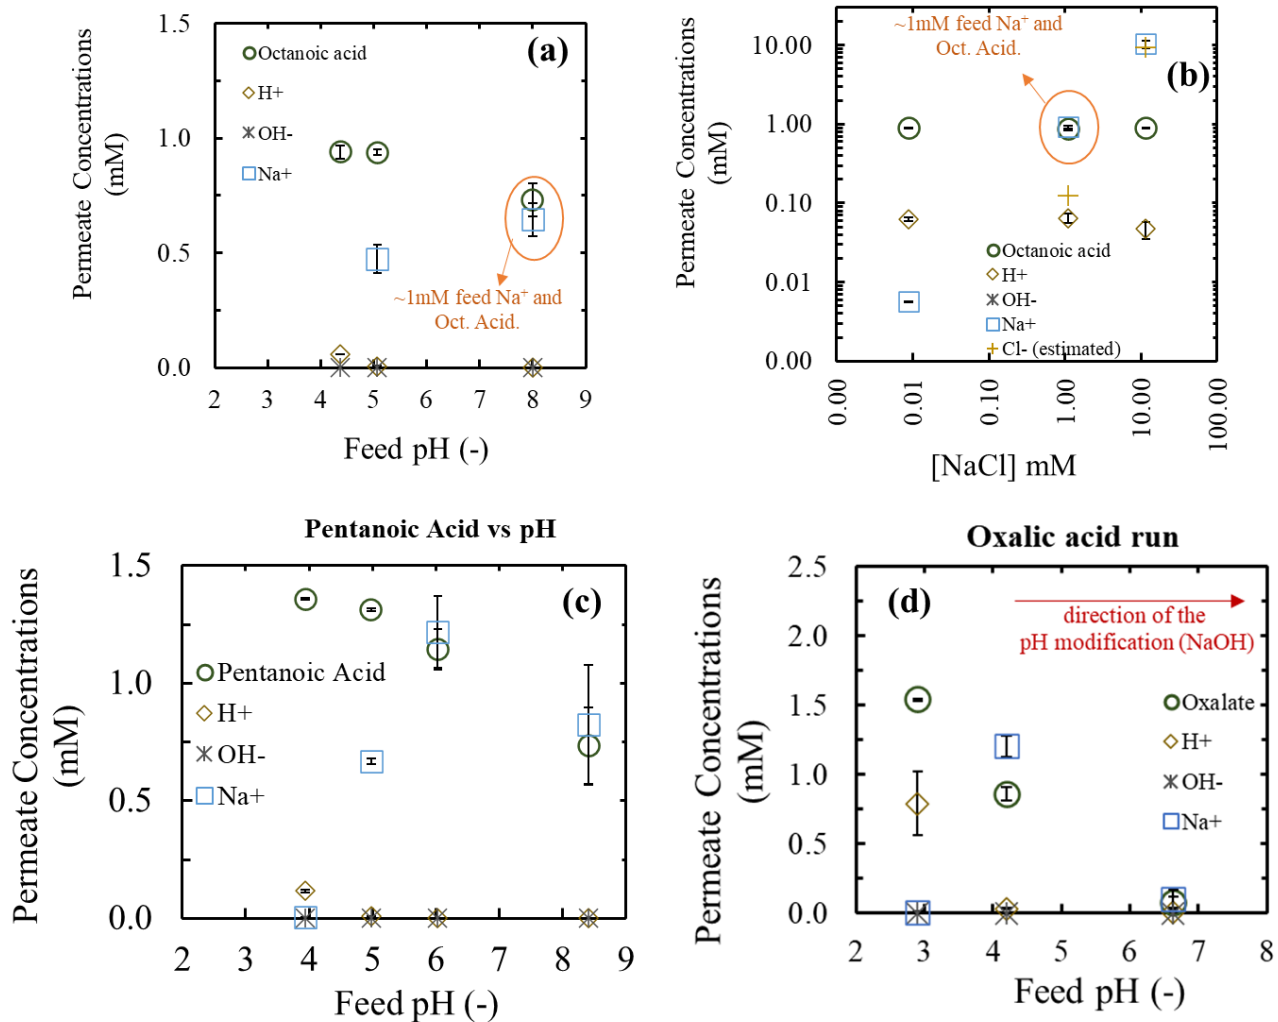 (a)
Permeate Concentrations
(mM)
1.5
1.0
0.5
0.0
Octanoic acid
H+
OH-
Na+
~1mM feed Na+ and
Oct. Acid.
2 3 4 5 6 7 8 9
Feed pH (-)
(b)
Permeate Concentrations
(mM)
10.00
1.00
0.10
0.01
0.00
~1mM feed Na+ and
Oct. Acid.
Octanoic acid
H+
OH-
Na+
Cl- (estimated)
0.00 0.01 0.10 1.00 10.00 100.00
[NaCl] mM
Pentanoic Acid vs pH
(c)
Permeate Concentrations
(mM)
1.5
1.0
0.5
0.0
Pentanoic Acid
H+
OH-
Na+
2 3 4 5 6 7 8 9
Feed pH (-)
Oxalic acid run
(d)
Permeate Concentrations
(mM)
2.5
2.0
1.5
1.0
0.5
0.0
direction of the
pH modification (NaOH)
Oxalate
H+
OH-
Na+
2 3 4 5 6 7 8
Feed pH (-)